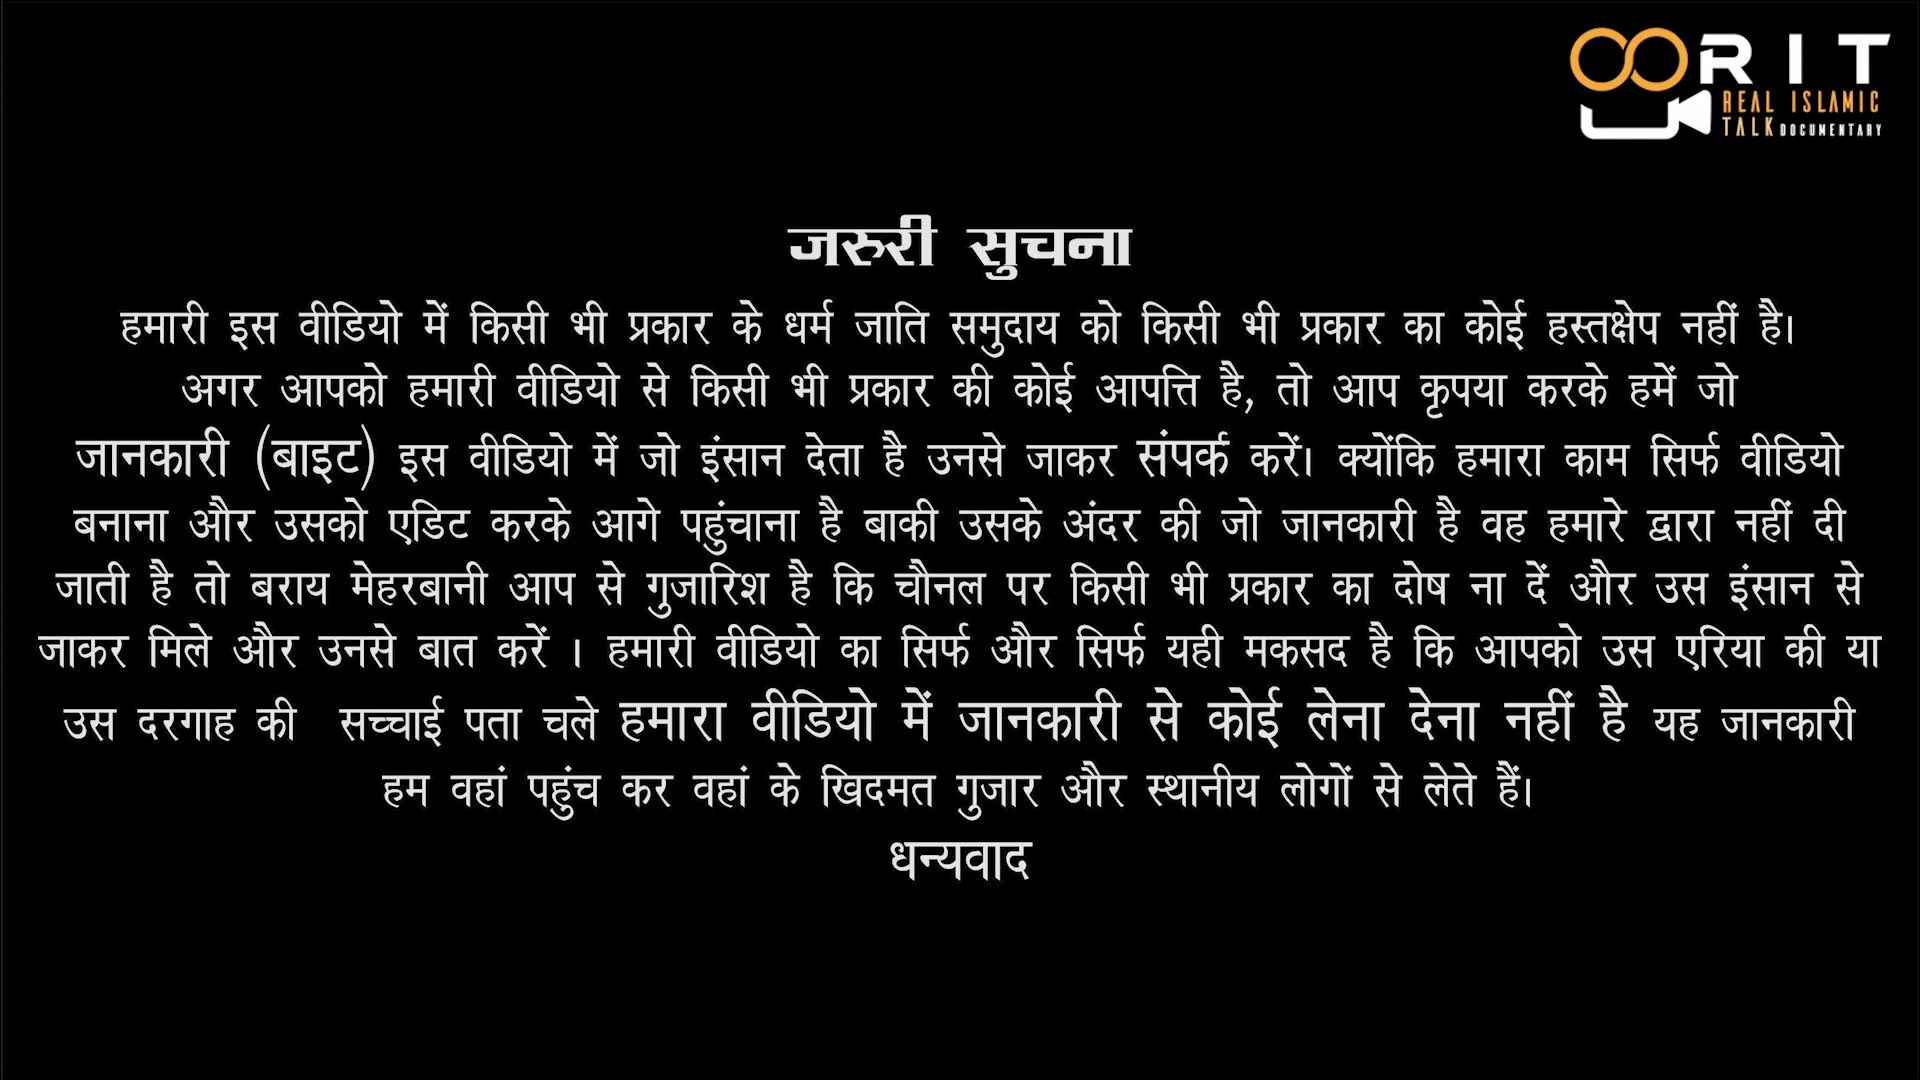 RIT
REAL ISLAMIC
TALK DOCUMENTARY
जरुरी सुचना
हमारी इस वीडियो में किसी भी प्रकार के धर्म जाति समुदाय को किसी भी प्रकार का कोई हस्तक्षेप नहीं है।
अगर आपको हमारी वीडियो से किसी भी प्रकार की कोई आपत्ति है, तो आप कृपया करके हमें जो
जानकारी (बाइट) इस वीडियो में जो इंसान देता है उनसे जाकर संपर्क करें। क्योंकि हमारा काम सिर्फ वीडियो
बनाना और उसको एडिट करके आगे पहुंचाना है बाकी उसके अंदर की जो जानकारी है वह हमारे द्वारा नहीं दी
जाती है तो बराय मेहरबानी आप से गुजारिश है कि चौनल पर किसी भी प्रकार का दोष ना दें और उस इंसान से
जाकर मिले और उनसे बात करें । हमारी वीडियो का सिर्फ और सिर्फ यही मकसद है कि आपको उस एरिया की या
उस दरगाह की सच्चाई पता चले हमारा वीडियो में जानकारी से कोई लेना देना नहीं है यह जानकारी
हम वहां पहुंच कर वहां के खिदमत गुजार और स्थानीय लोगों से लेते हैं।
धन्यवाद